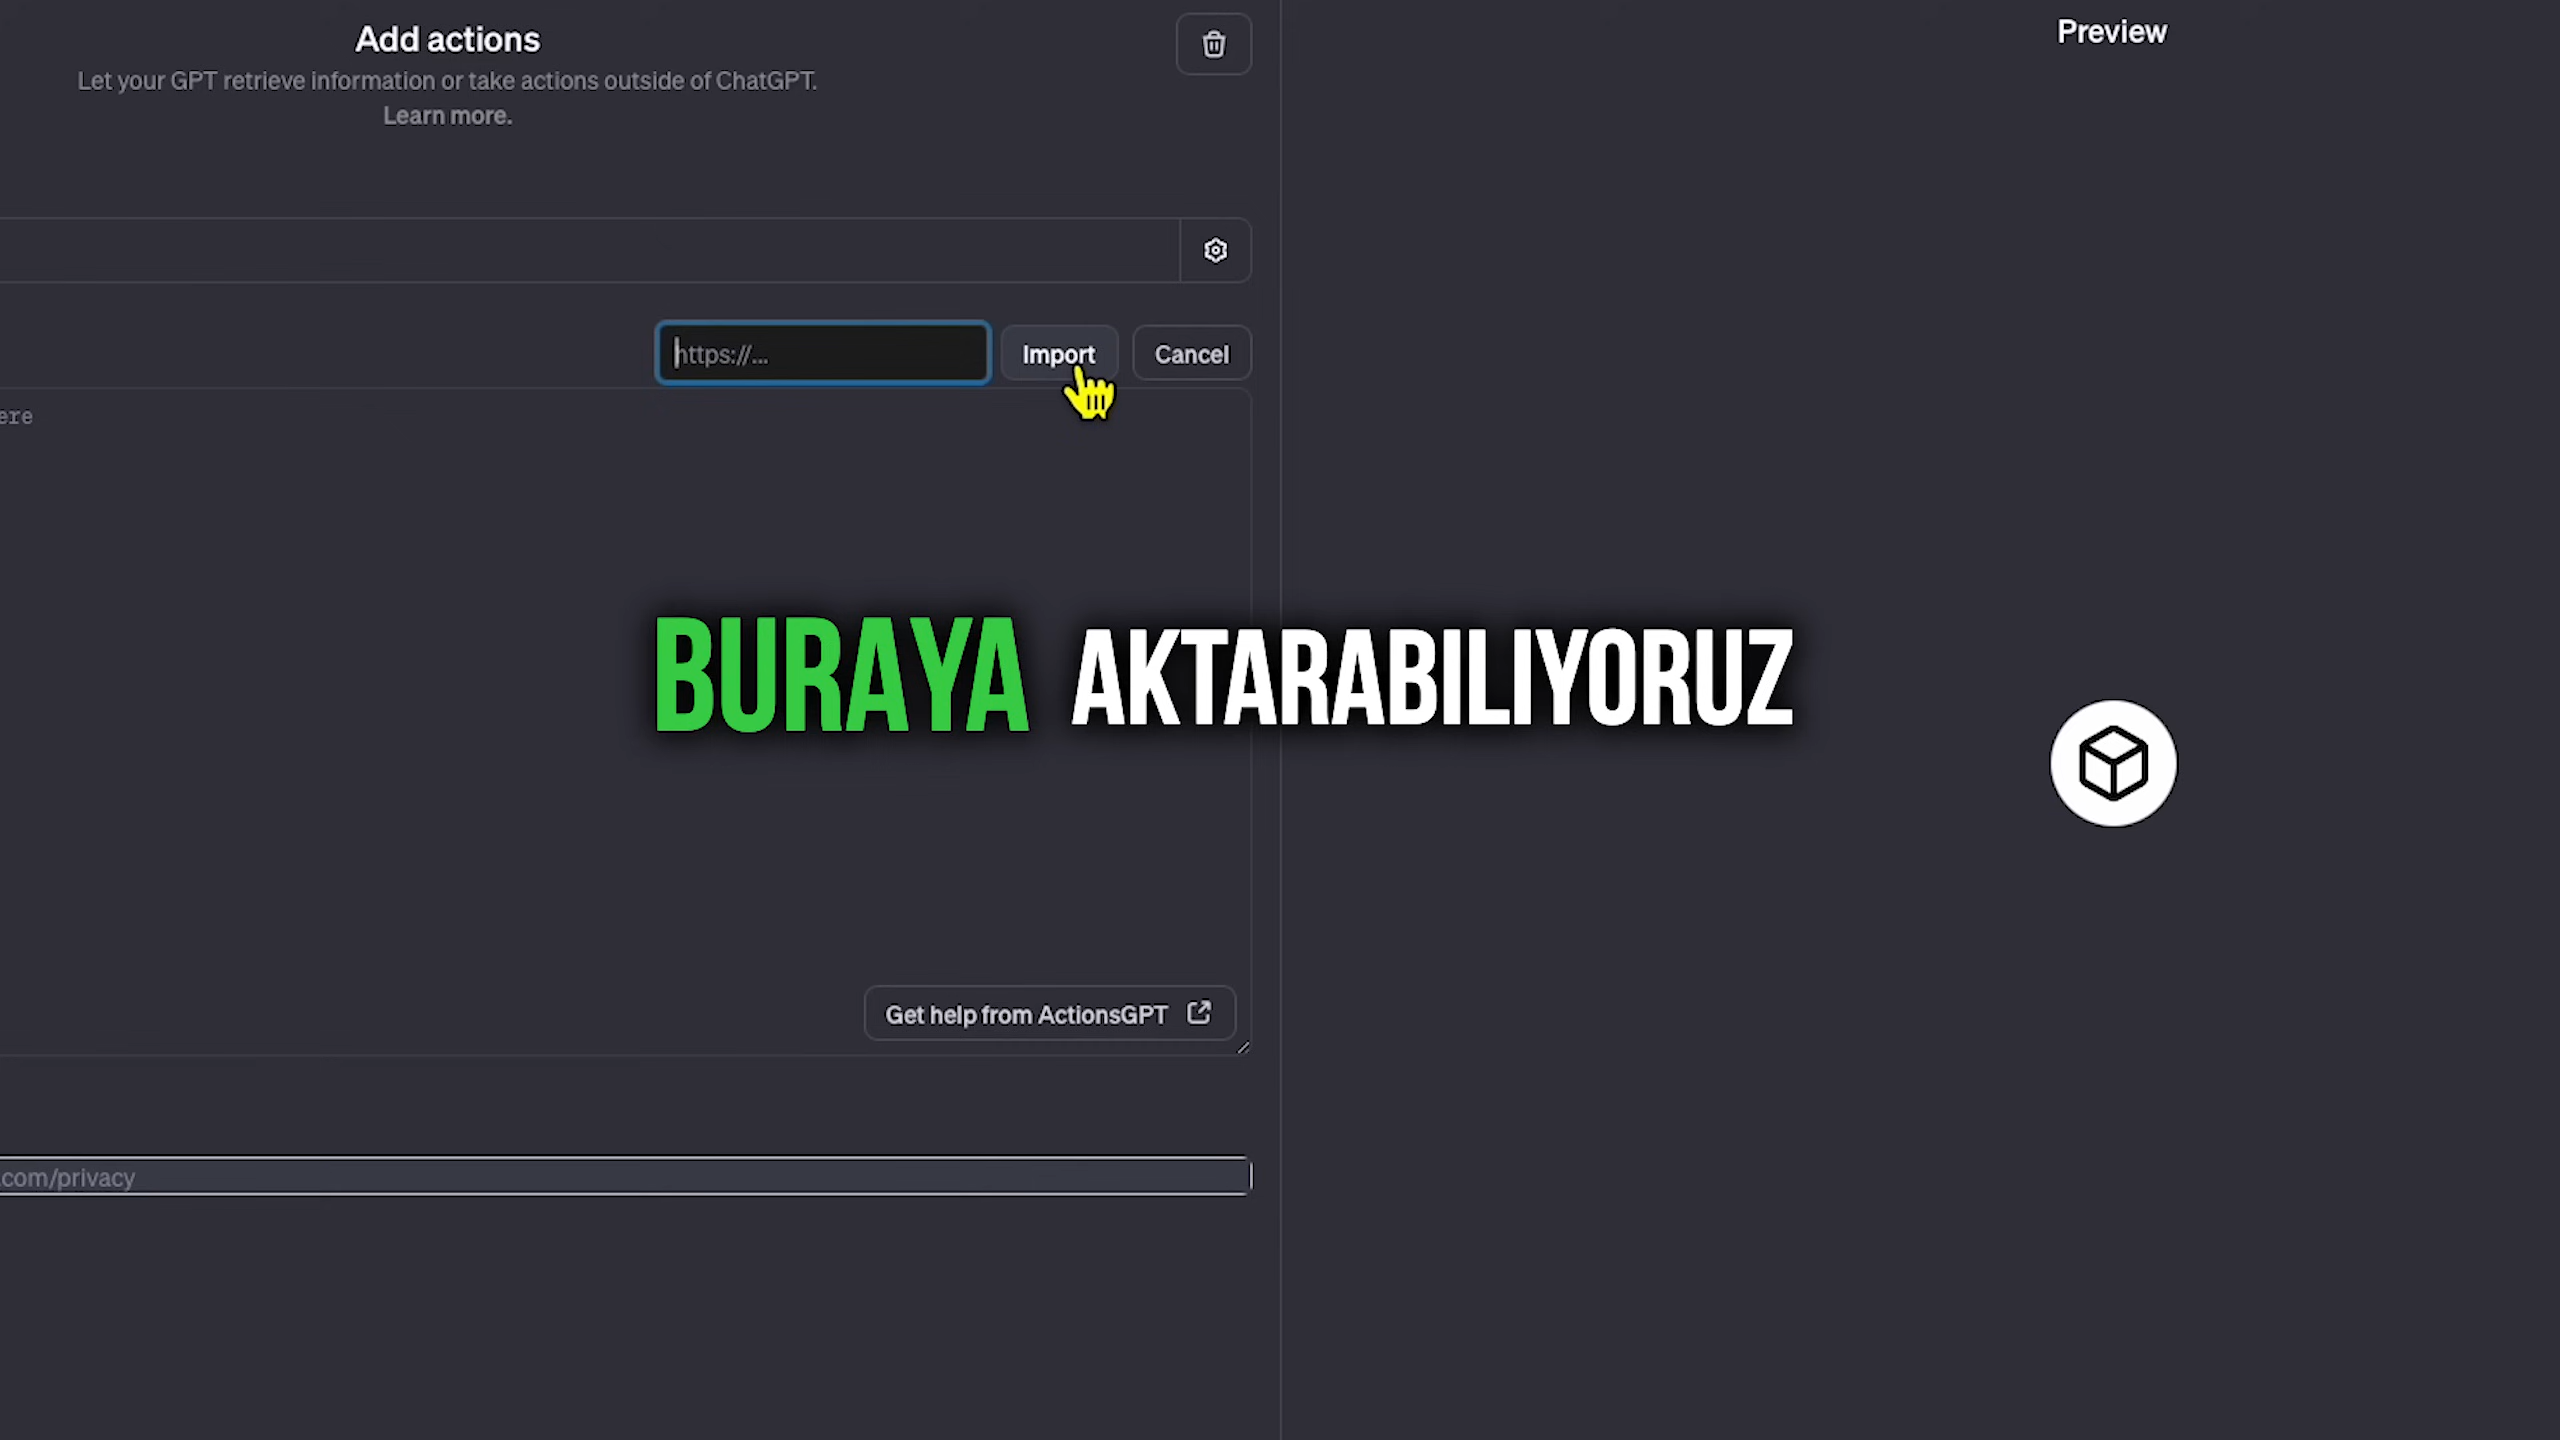 Add actions
Let your GPT retrieve information or take actions outside of ChatGPT.
Learn more.
Preview
https://...
Import
Cancel
ere
BURAYA AKTARABILIYORUZ
Get help from ActionsGPT
.com/privacy